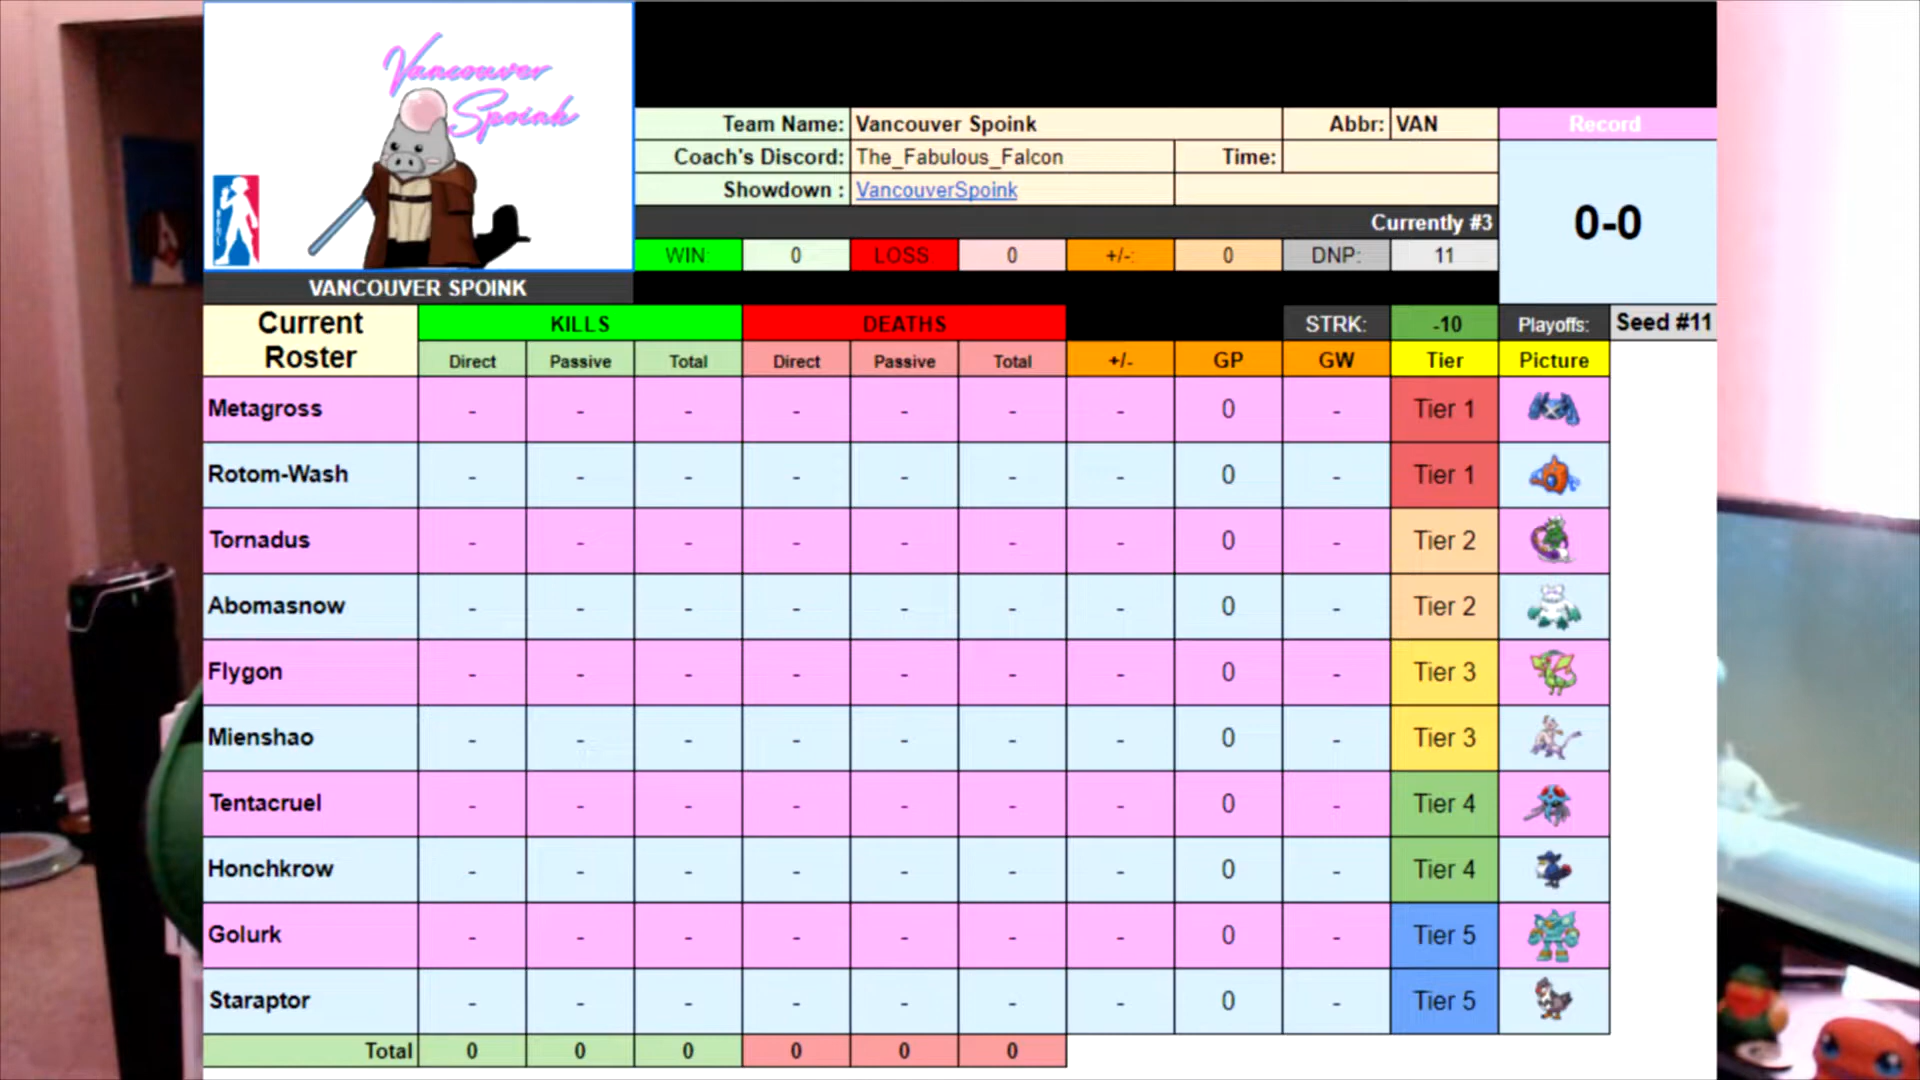 Vancouver
Spoink
Team Name: Vancouver Spoink Abbr: VAN Record
Coach's Discord: The_Fabulous_Falcon Time:
Showdown : VancouverSpoink
0-0
Currently #3
WIN: 0 LOSS 0 +/-: 0 DNP: 11
VANCOUVER SPOINK
Current Roster KILLS DEATHS STRK: -10 Playoffs: Seed #11
Direct Passive Total Direct Passive Total +/- GP GW Tier Picture
Metagross - - - - - - - 0 - Tier 1
Rotom-Wash - - - - - - - 0 - Tier 1
Tornadus - - - - - - - 0 - Tier 2
Abomasnow - - - - - - - 0 - Tier 2
Flygon - - - - - - - 0 - Tier 3
Mienshao - - - - - - - 0 - Tier 3
Tentacruel - - - - - - - 0 - Tier 4
Honchkrow - - - - - - - 0 - Tier 4
Golurk - - - - - - - 0 - Tier 5
Staraptor - - - - - - - 0 - Tier 5
Total 0 0 0 0 0 0